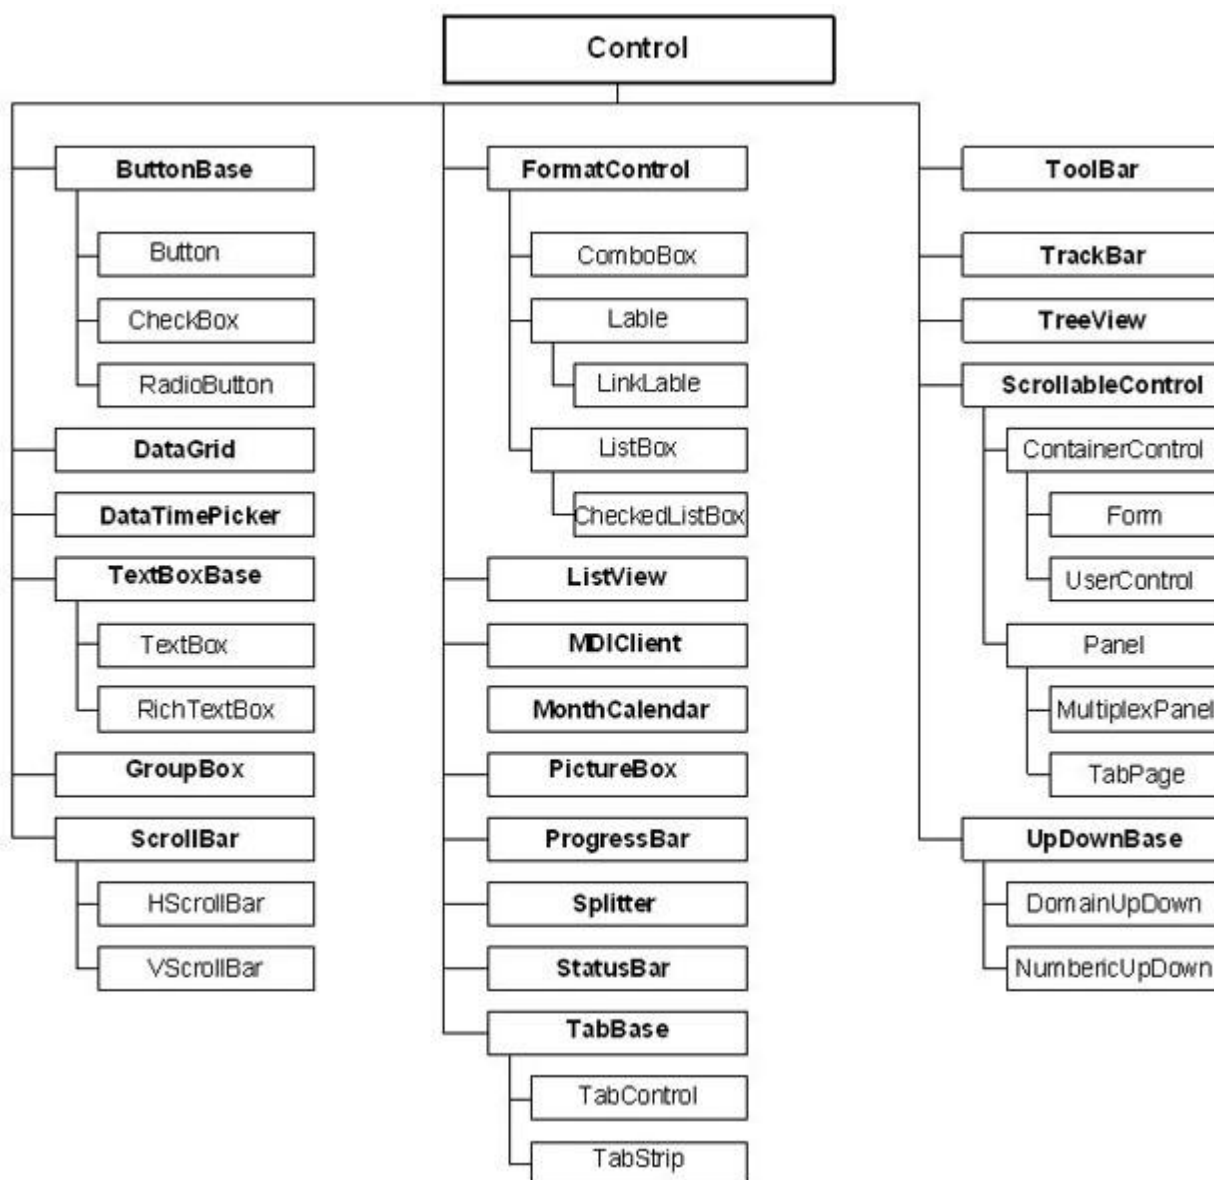 Control
ButtonBase
Button
CheckBox
RadioButton
DataGrid
DataTimePicker
TextBoxBase
TextBox
RichTextBox
GroupBox
ScrollBar
HScrollBar
VScrollBar
FormatControl
ComboBox
Lable
LinkLable
ListBox
CheckedListBox
ListView
MDIClient
MonthCalendar
PictureBox
ProgressBar
Splitter
StatusBar
TabBase
TabControl
TabStrip
ToolBar
TrackBar
TreeView
ScrollableControl
ContainerControl
Form
UserControl
Panel
MultiplexPanel
TabPage
UpDownBase
DomainUpDown
NumbericUpDown